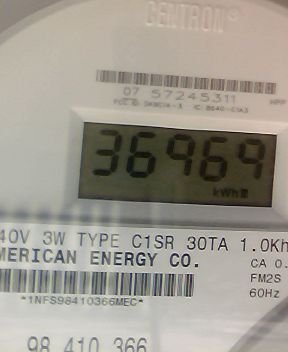 CENTRON®
07 57245311
36969
kWh
40V 3W TYPE C1SR 30TA 1.0Kh
MERICAN ENERGY CO.
CA 0.
FM2S
60Hz
*1NFS98410366MEC*
98 410 366